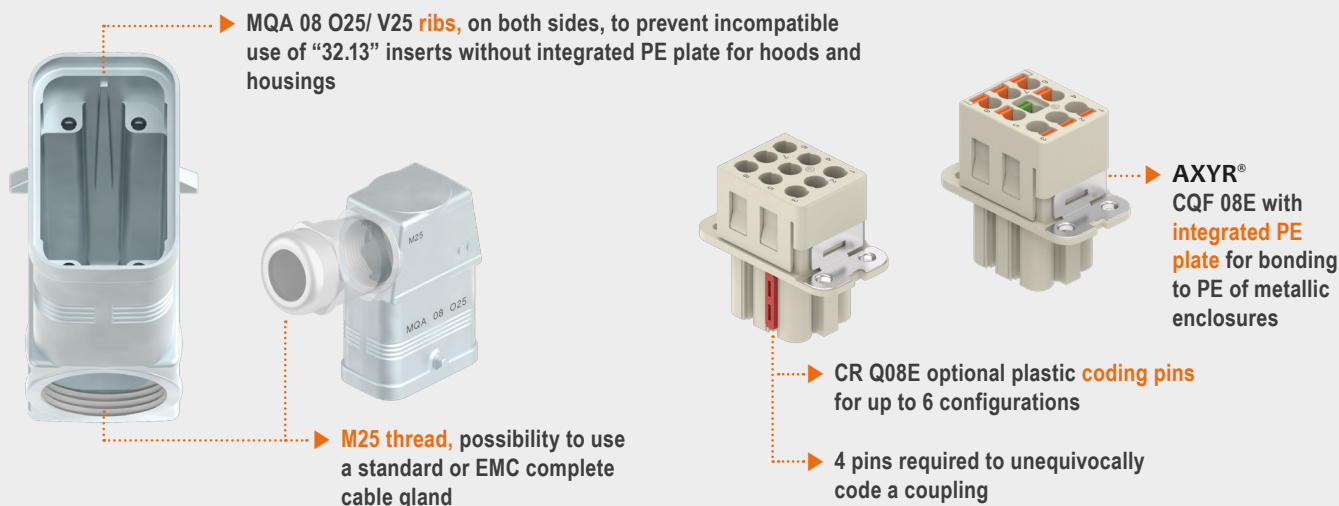 MQA 08 O25/ V25 ribs, on both sides, to prevent incompatible
use of “32.13” inserts without integrated PE plate for hoods and
housings
M25
MQA 08 O25
AXYR®
CQF 08E with
integrated PE
plate for bonding
to PE of metallic
enclosures
CR Q08E optional plastic coding pins
for up to 6 configurations
4 pins required to unequivocally
code a coupling
M25 thread, possibility to use
a standard or EMC complete
cable gland